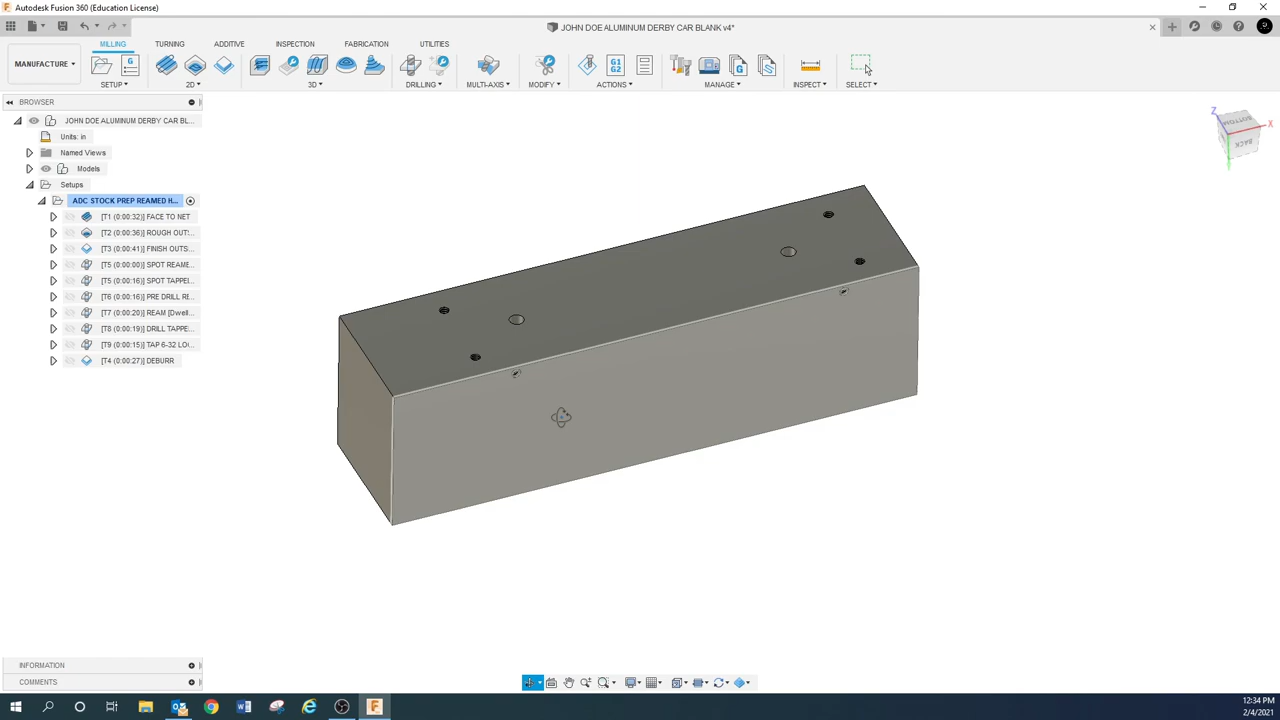 Autodesk Fusion 360 (Education License)
JOHN DOE ALUMINUM DERBY CAR BLANK v4*
MILLING TURNING ADDITIVE INSPECTION FABRICATION UTILITIES
MANUFACTURE
G G1 G2 G
SETUP 2D 3D DRILLING MULTI-AXIS MODIFY ACTIONS MANAGE INSPECT SELECT
BROWSER
JOHN DOE ALUMINUM DERBY CAR BL...
Units: in
Named Views
Models
Setups
ADC STOCK PREP REAMED H...
[T1 (0:00:32)] FACE TO NET
[T2 (0:00:36)] ROUGH OUT:...
[T3 (0:00:41)] FINISH OUTS...
[T5 (0:00:00)] SPOT REAME...
[T5 (0:00:16)] SPOT TAPPEI...
[T6 (0:00:16)] PRE DRILL RE...
[T7 (0:00:20)] REAM [Dwell...
[T8 (0:00:19)] DRILL TAPPE...
[T9 (0:00:15)] TAP 6-32 LO...
[T4 (0:00:27)] DEBURR
Z X
BOTTOM
BACK
INFORMATION
COMMENTS
12:34 PM
2/4/2021